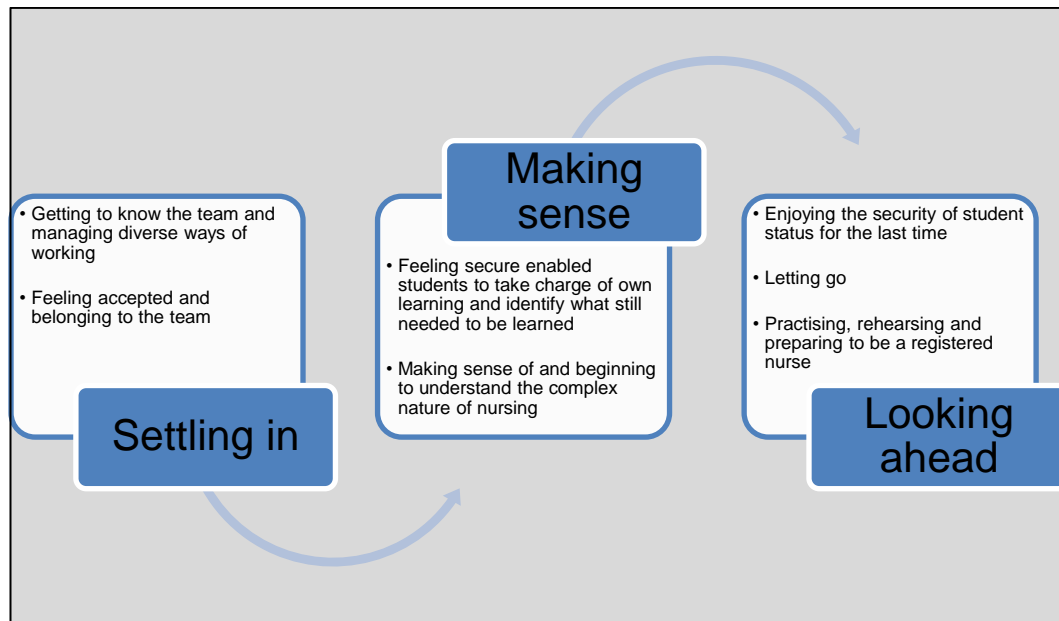 • Getting to know the team and
managing diverse ways of
working
• Feeling accepted and
belonging to the team
Settling in
Making
sense
• Feeling secure enabled
students to take charge of own
learning and identify what still
needed to be learned
• Making sense of and beginning
to understand the complex
nature of nursing
• Enjoying the security of student
status for the last time
• Letting go
• Practising, rehearsing and
preparing to be a registered
nurse
Looking
ahead